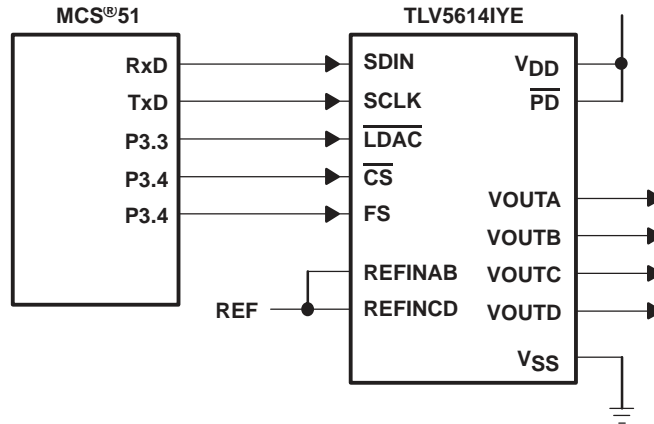 MCS®51
TLV5614IYE
RxD
TxD
P3.3
P3.4
P3.4
SDIN
SCLK
LDAC
CS
FS
REFINAB
REFINCD
REF
VDD
PD
VOUTA
VOUTB
VOUTC
VOUTD
VSS